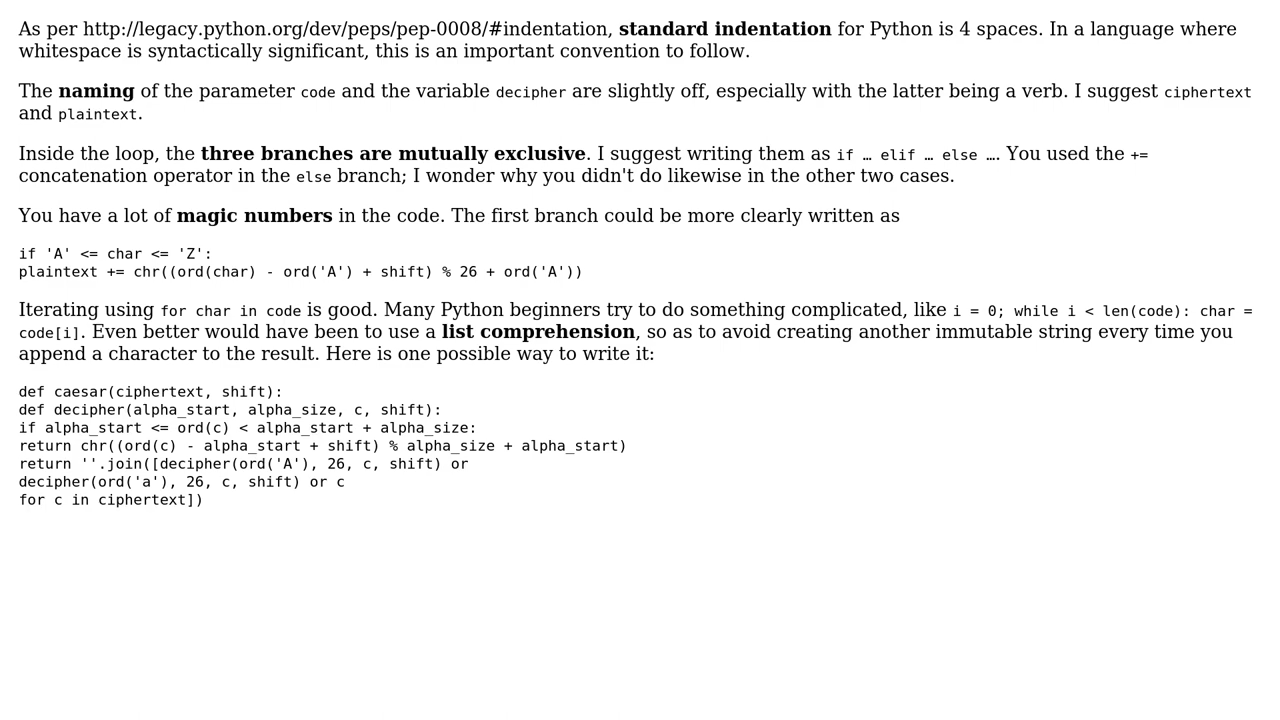 As per http://legacy.python.org/dev/peps/pep-0008/#indentation, standard indentation for Python is 4 spaces. In a language where
whitespace is syntactically significant, this is an important convention to follow.
The naming of the parameter code and the variable decipher are slightly off, especially with the latter being a verb. I suggest ciphertext
and plaintext.
Inside the loop, the three branches are mutually exclusive. I suggest writing them as if … elif … else …. You used the +=
concatenation operator in the else branch; I wonder why you didn't do likewise in the other two cases.
You have a lot of magic numbers in the code. The first branch could be more clearly written as
if 'A' <= char <= 'Z':
plaintext += chr((ord(char) - ord('A') + shift) % 26 + ord('A'))
Iterating using for char in code is good. Many Python beginners try to do something complicated, like i = 0; while i < len(code): char =
code[i]. Even better would have been to use a list comprehension, so as to avoid creating another immutable string every time you
append a character to the result. Here is one possible way to write it:
def caesar(ciphertext, shift):
def decipher(alpha_start, alpha_size, c, shift):
if alpha_start <= ord(c) < alpha_start + alpha_size:
return chr((ord(c) - alpha_start + shift) % alpha_size + alpha_start)
return ''.join([decipher(ord('A'), 26, c, shift) or
decipher(ord('a'), 26, c, shift) or c
for c in ciphertext])